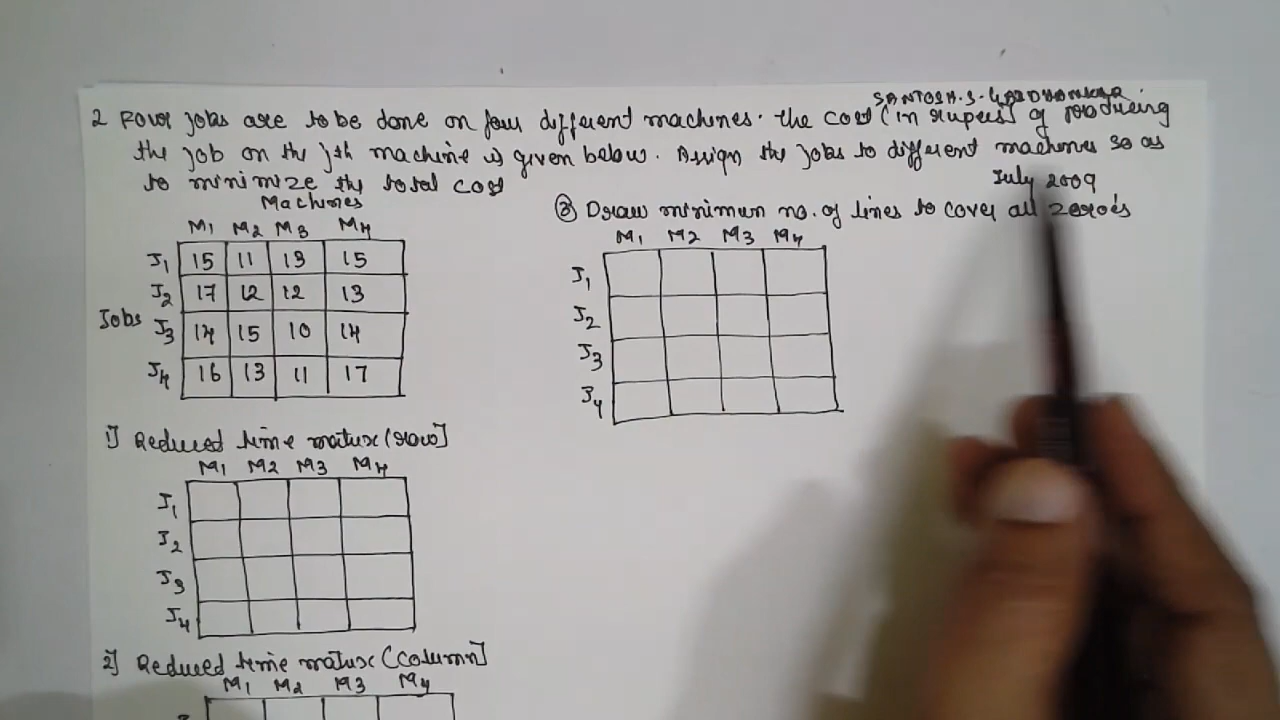 SANTOSH.S.
2 Four jobs are to be done on four different machines. The cost (in rupees) of producing
the job on the jth machine is given below. Assign the jobs to different machines so as
to minimize the total cost
July 2009
Machines
M1 M2 M3 M4
J1 15 11 13 15
J2 17 12 12 13
Jobs
J3 14 15 10 14
J4 16 13 11 17
1] Reduced time matrix (row]
M1 M2 M3 M4
J1
J2
J3
J4
2] Reduced time matrix (column]
M1 M2 M3 M4
③ Draw minimum no. of lines to cover all zeroes
M1 M2 M3 M4
J1
J2
J3
J4